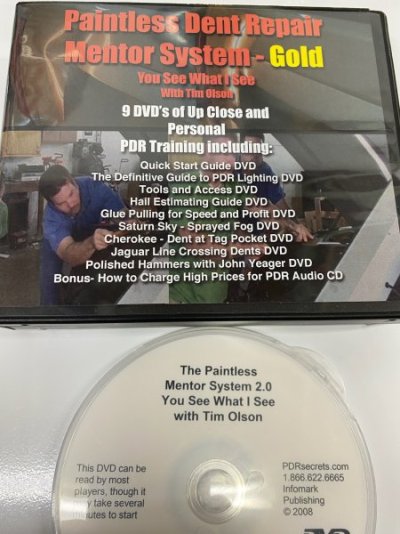 Paintless Dent Repair
Mentor System - Gold
You See What I See
With Tim Olson
9 DVD's of Up Close and
Personal
PDR Training including:
Quick Start Guide DVD
The Definitive Guide to PDR Lighting DVD
Tools and Access DVD
Hail Estimating Guide DVD
Glue Pulling for Speed and Profit DVD
Saturn Sky - Sprayed Fog DVD
Cherokee - Dent at Tag Pocket DVD
Jaguar Line Crossing Dents DVD
Polished Hammers with John Yeager DVD
Bonus- How to Charge High Prices for PDR Audio CD
The Paintless
Mentor System 2.0
You See What I See
with Tim Olson
This DVD can be
read by most
players, though it
may take several
minutes to start
PDRsecrets.com
1.866.622.6665
Infomark
Publishing
© 2008